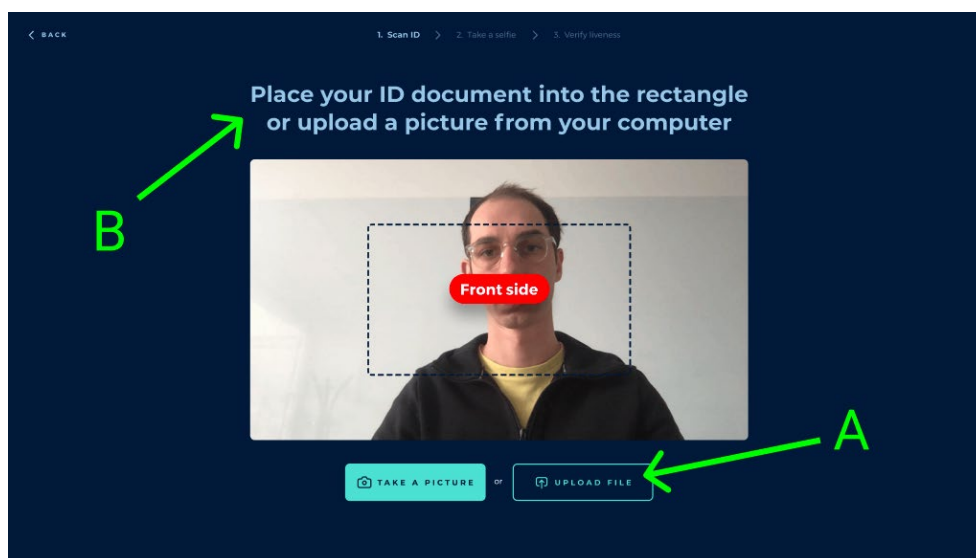 BACK
1. Scan ID > 2. Take a selfie > 3. Verify liveness
Place your ID document into the rectangle
or upload a picture from your computer
B
Front side
A
TAKE A PICTURE or UPLOAD FILE